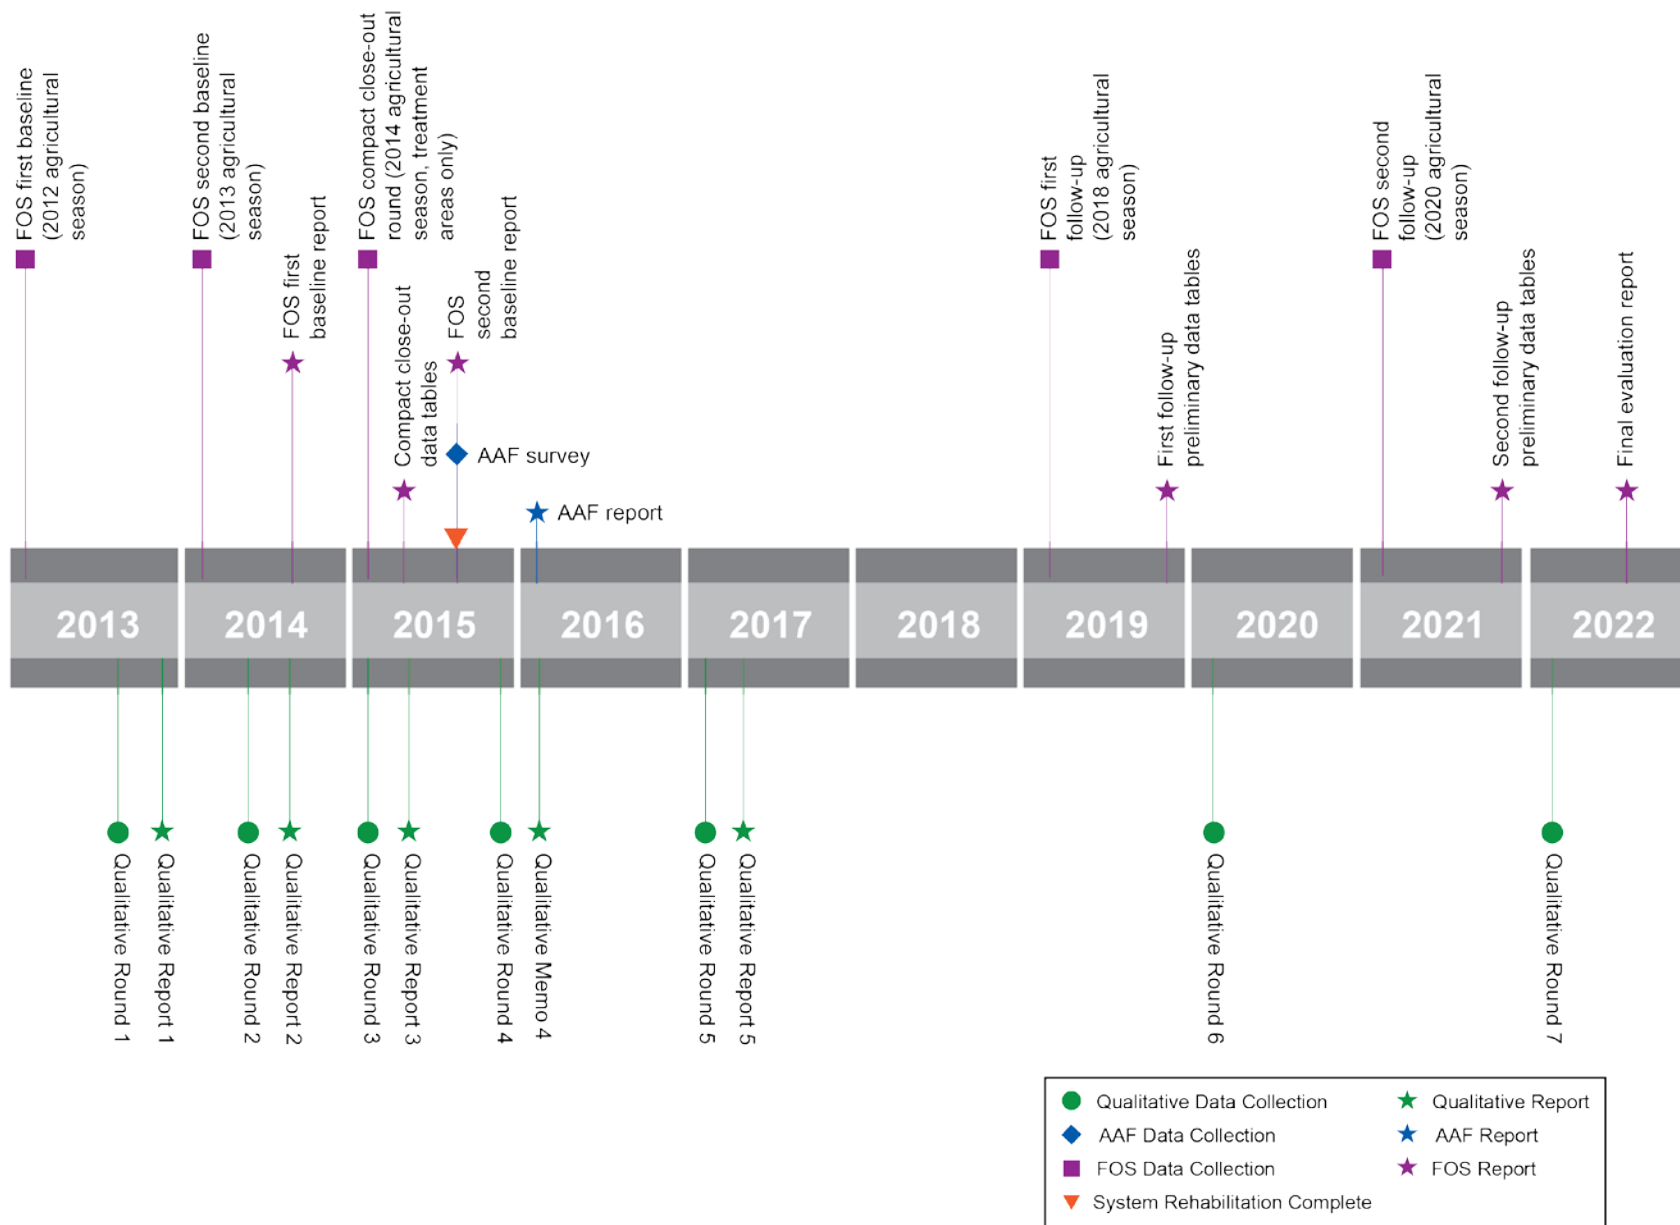 FOS first baseline
(2012 agricultural
season)
FOS second baseline
(2013 agricultural
season)
FOS first
baseline report
FOS compact close-out
round (2014 agricultural
season, treatment
areas only)
Compact close-out
data tables
FOS
second
baseline report
AAF survey
AAF report
FOS first
follow-up
(2018 agricultural
season)
First follow-up
preliminary data tables
FOS second
follow-up
(2020 agricultural
season)
Second follow-up
preliminary data tables
Final evaluation report
2013
2014
2015
2016
2017
2018
2019
2020
2021
2022
Qualitative Round 1
Qualitative Report 1
Qualitative Round 2
Qualitative Report 2
Qualitative Round 3
Qualitative Report 3
Qualitative Round 4
Qualitative Memo 4
Qualitative Round 5
Qualitative Report 5
Qualitative Round 6
Qualitative Round 7
Qualitative Data Collection
Qualitative Report
AAF Data Collection
AAF Report
FOS Data Collection
FOS Report
System Rehabilitation Complete